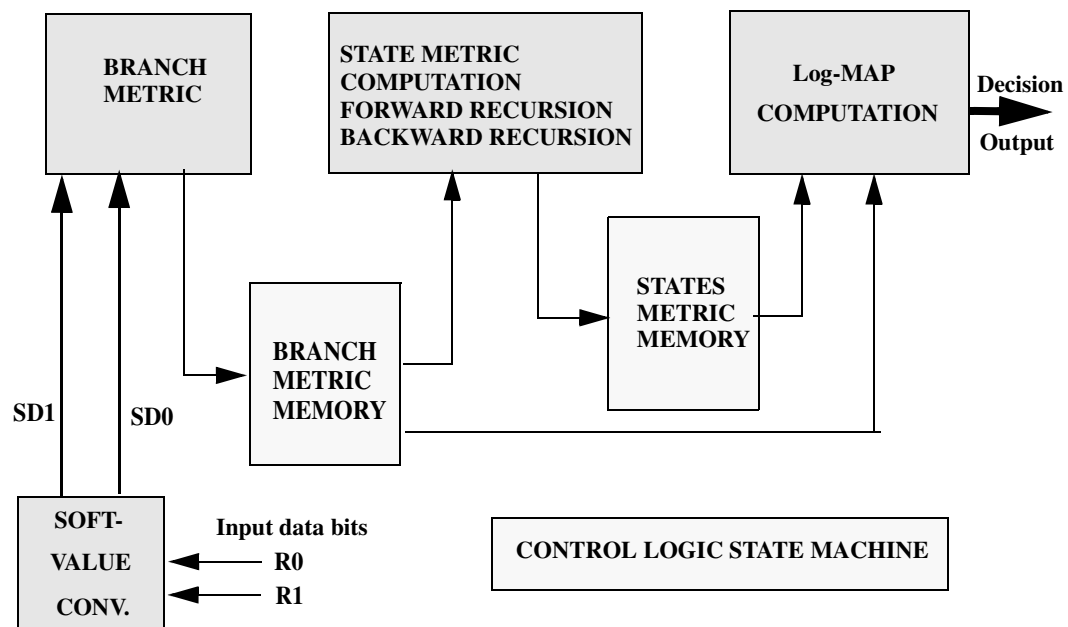 BRANCH
METRIC
STATE METRIC
COMPUTATION
FORWARD RECURSION
BACKWARD RECURSION
Log-MAP
COMPUTATION
Decision
Output
STATES
METRIC
MEMORY
BRANCH
METRIC
MEMORY
SD1
SD0
SOFT-
VALUE
CONV.
Input data bits
R0
R1
CONTROL LOGIC STATE MACHINE